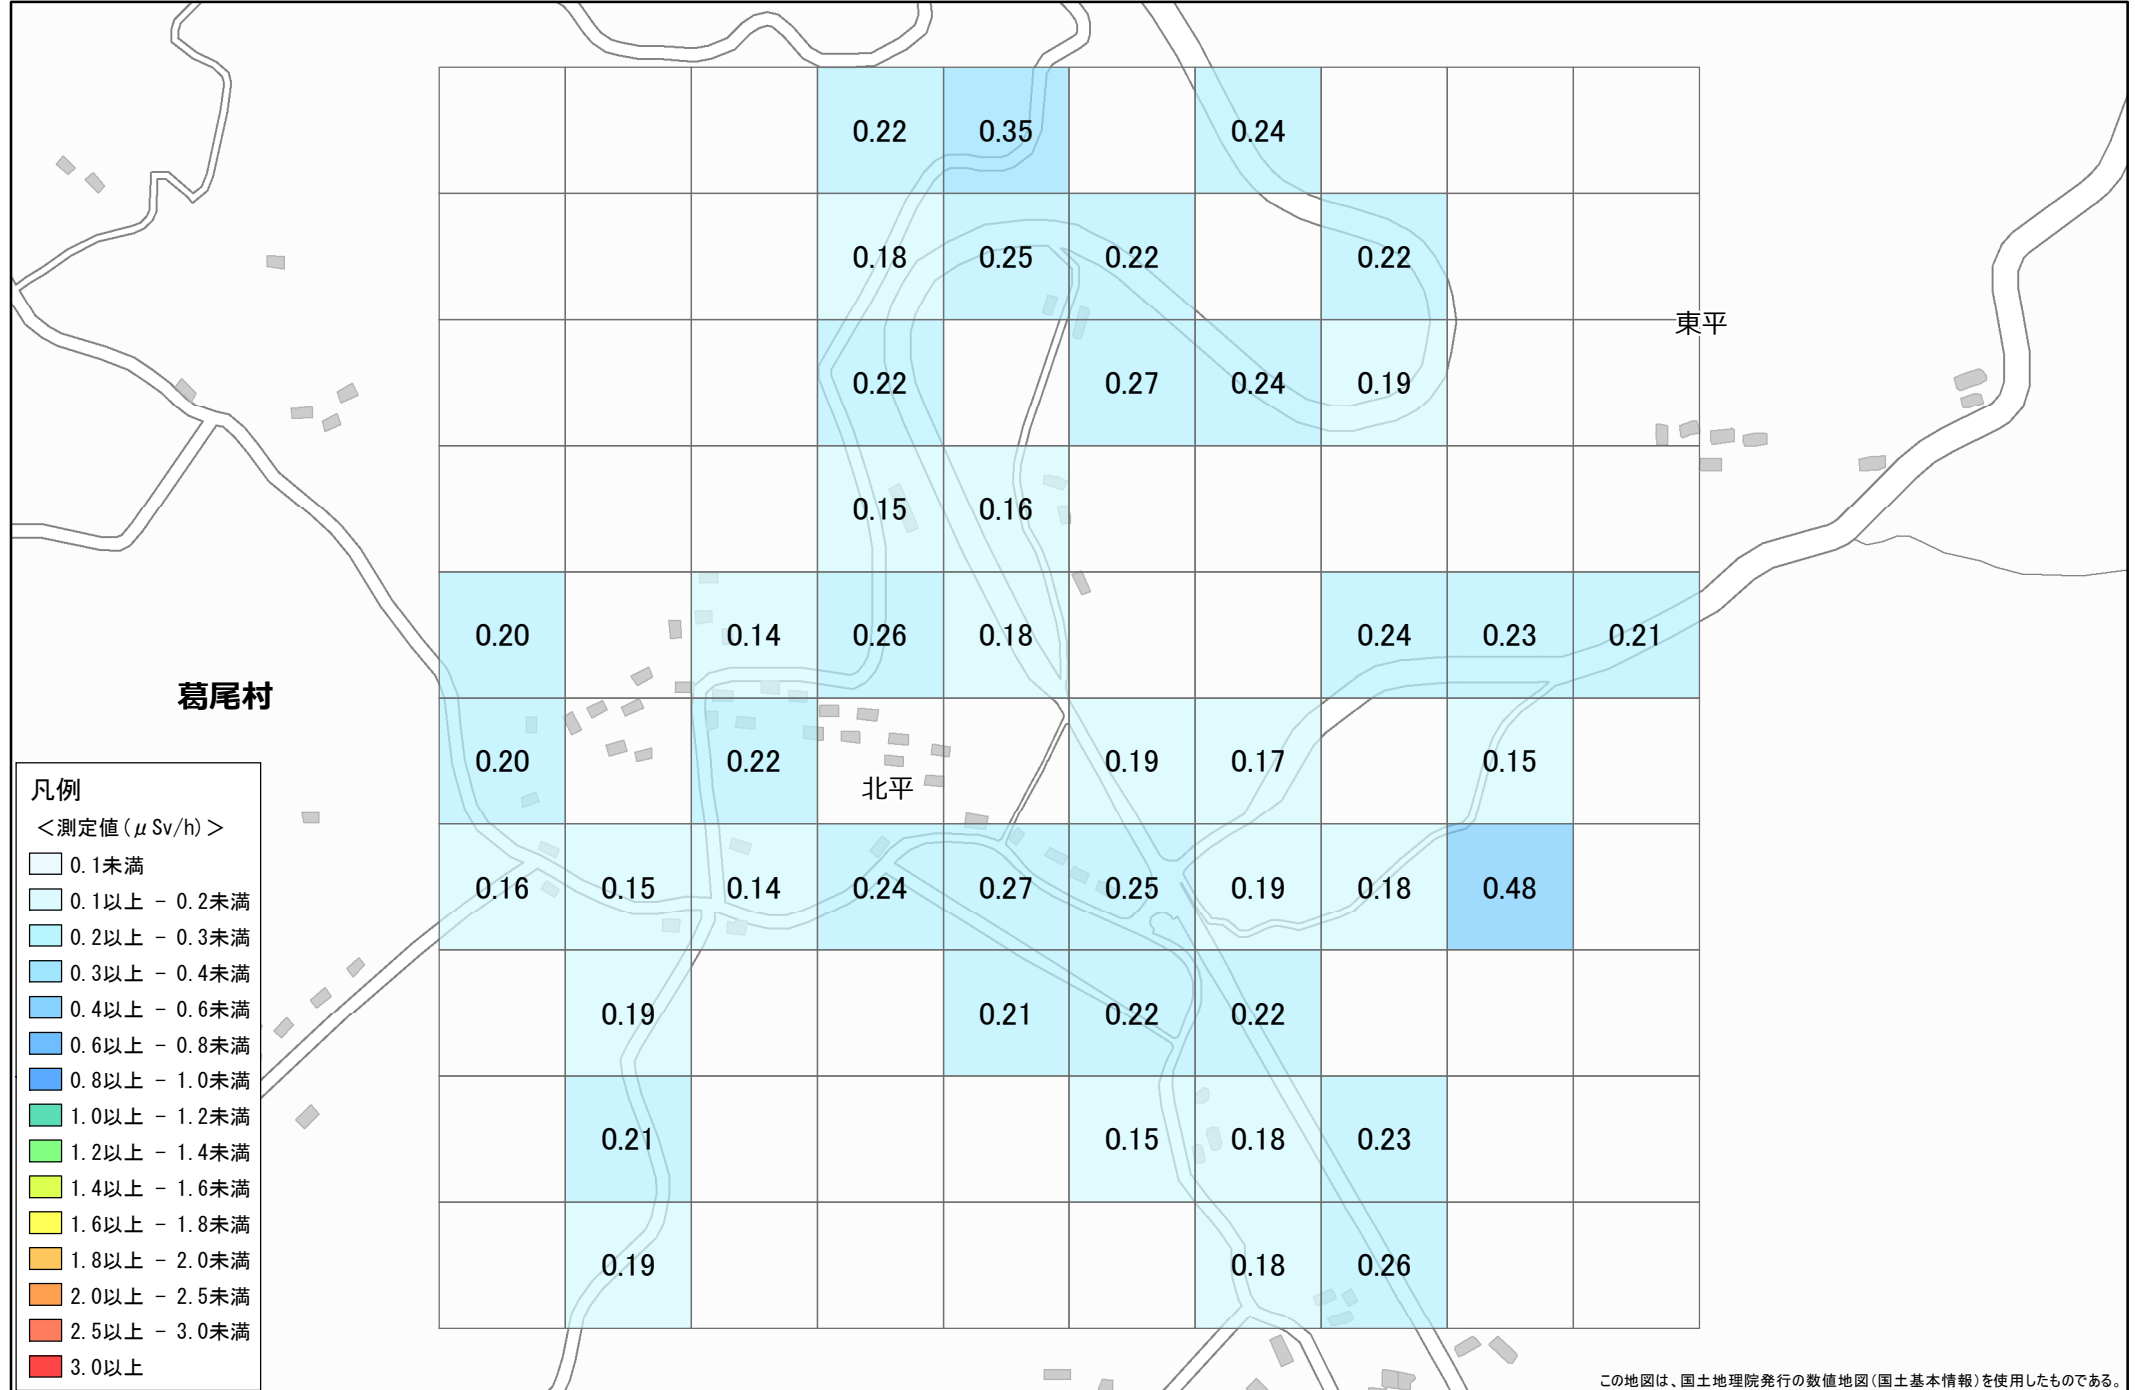 0.22 0.35 0.24
0.18 0.25 0.22 0.22
東平
0.22 0.27 0.24 0.19
0.15 0.16
0.20 0.14 0.26 0.18 0.24 0.23 0.21
葛尾村
0.20 0.22 0.19 0.17 0.15
北平
0.16 0.15 0.14 0.24 0.27 0.25 0.19 0.18 0.48
0.19 0.21 0.22 0.22
0.21 0.15 0.18 0.23
0.19 0.18 0.26
凡例
＜測定値(μSv/h)＞
0.1未満
0.1以上 - 0.2未満
0.2以上 - 0.3未満
0.3以上 - 0.4未満
0.4以上 - 0.6未満
0.6以上 - 0.8未満
0.8以上 - 1.0未満
1.0以上 - 1.2未満
1.2以上 - 1.4未満
1.4以上 - 1.6未満
1.6以上 - 1.8未満
1.8以上 - 2.0未満
2.0以上 - 2.5未満
2.5以上 - 3.0未満
3.0以上
この地図は、国土地理院発行の数値地図(国土基本情報)を使用したものである。